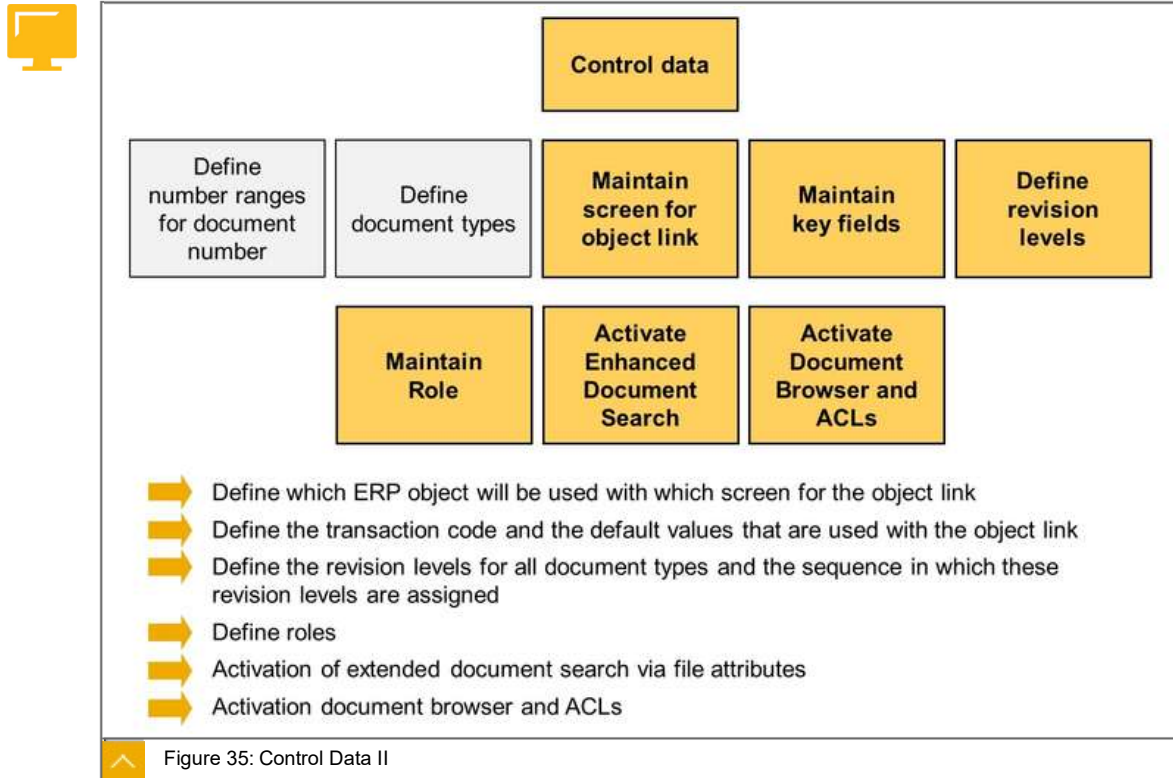 Control data
Define
number ranges
for document
number
Define
document types
Maintain
screen for
object link
Maintain
key fields
Define
revision
levels
Maintain
Role
Activate
Enhanced
Document
Search
Activate
Document
Browser and
ACLs
Define which ERP object will be used with which screen for the object link
Define the transaction code and the default values that are used with the object link
Define the revision levels for all document types and the sequence in which these
revision levels are assigned
Define roles
Activation of extended document search via file attributes
Activation document browser and ACLs
Figure 35: Control Data II